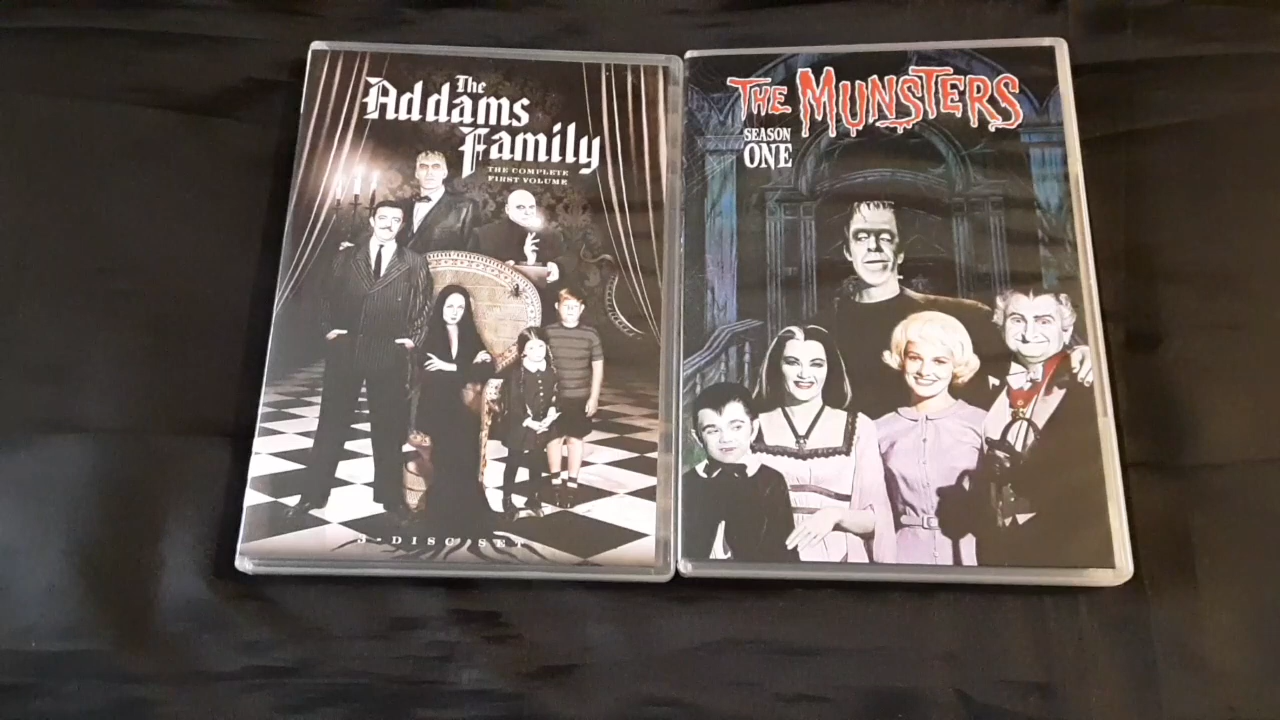 The
Addams
Family
THE COMPLETE
FIRST VOLUME
3-DISC SET
THE MUNSTERS
SEASON
ONE